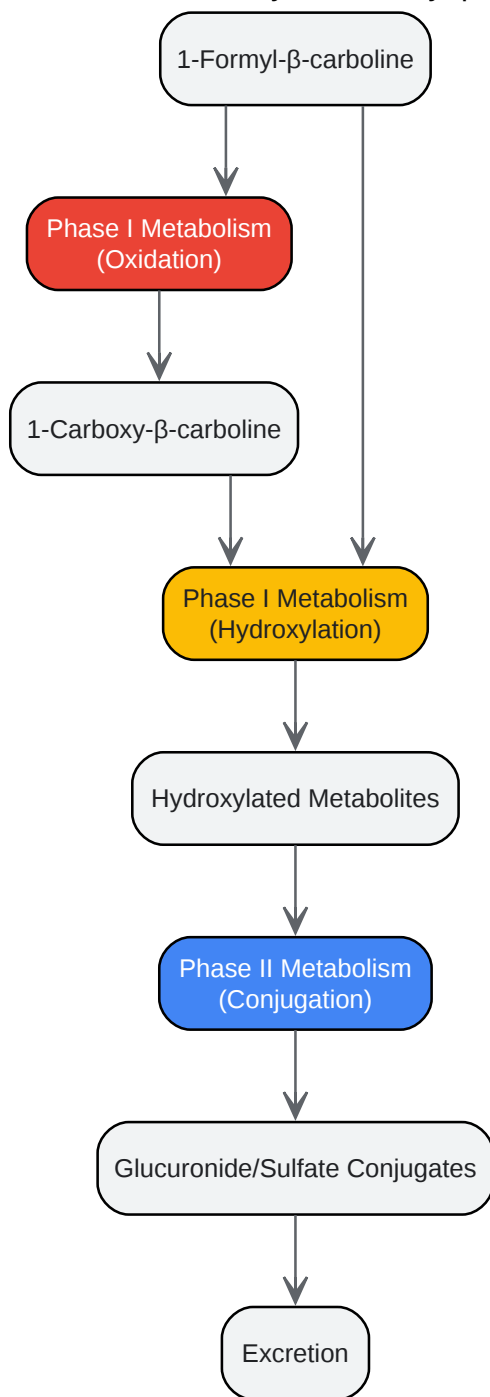 1-Formyl-β-carboline
Phase I Metabolism
(Oxidation)
1-Carboxy-β-carboline
Phase I Metabolism
(Hydroxylation)
Hydroxylated Metabolites
Phase II Metabolism
(Conjugation)
Glucuronide/Sulfate Conjugates
Excretion